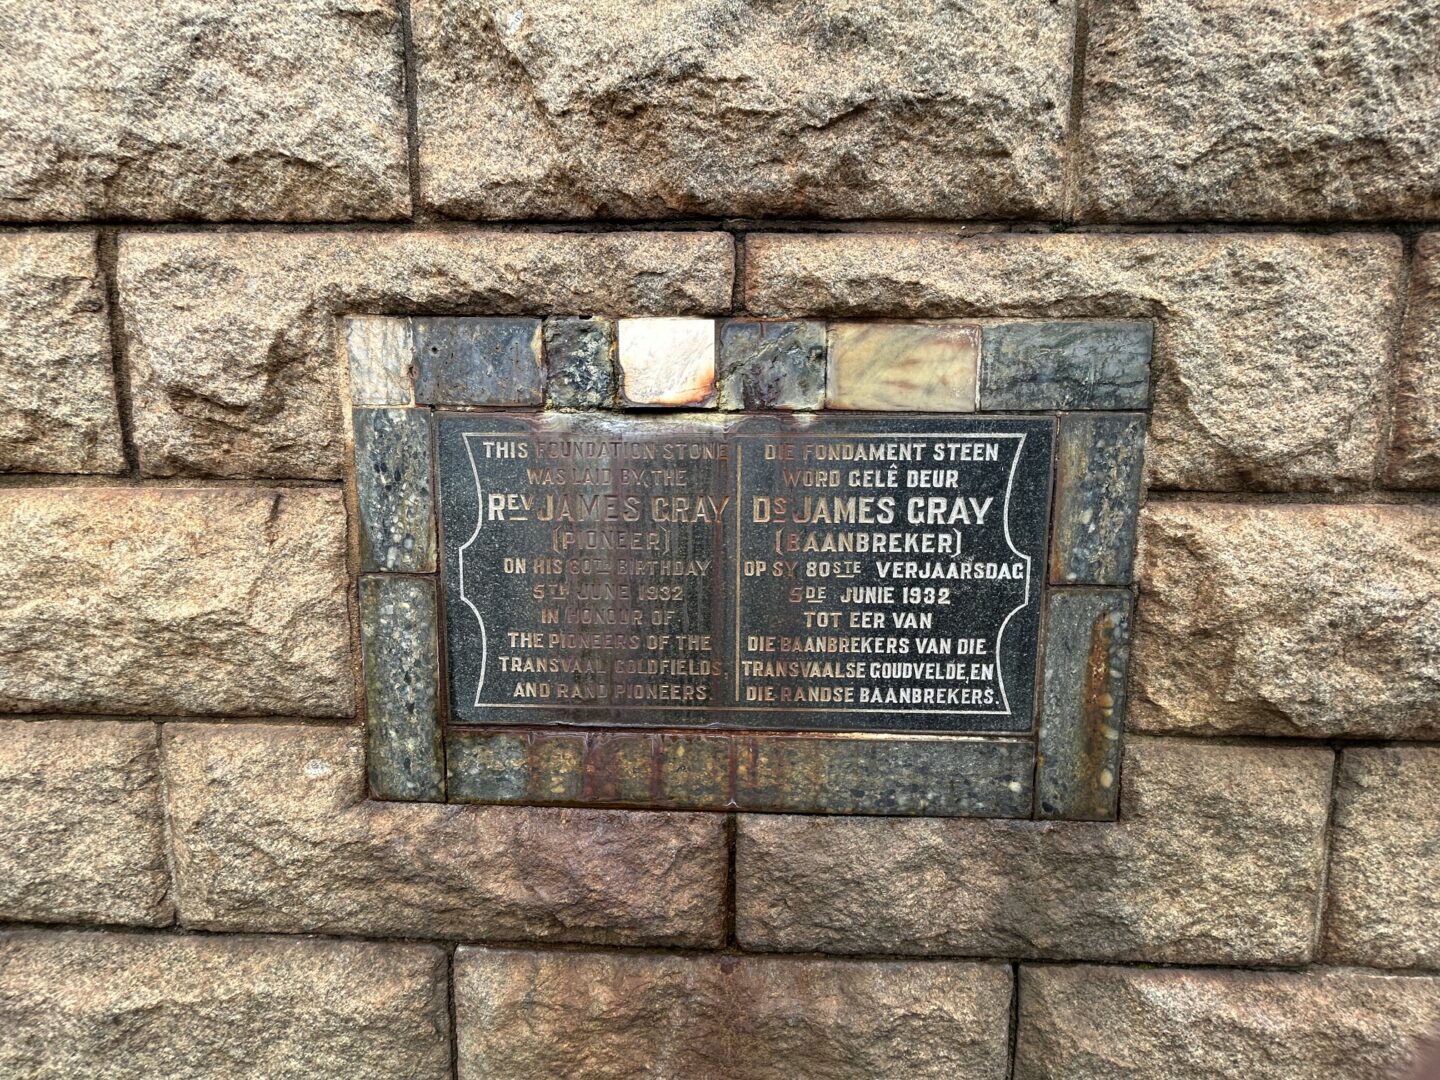 THIS FOUNDATION STONE
WAS LAID BY THE
REV JAMES GRAY
(PIONEER)
ON HIS 80TH BIRTHDAY
5TH JUNE 1932
IN HONOUR OF
THE PIONEERS OF THE
TRANSVAAL GOLDFIELDS,
AND RAND PIONEERS.
DIE FONDAMENT STEEN
WORD GELÊ DEUR
DS JAMES GRAY
(BAANBREKER)
OP SY 80STE VERJAARSDAG
5DE JUNIE 1932
TOT EER VAN
DIE BAANBREKERS VAN DIE
TRANSVAALSE GOUDVELDE, EN
DIE RANDSE BAANBREKERS.